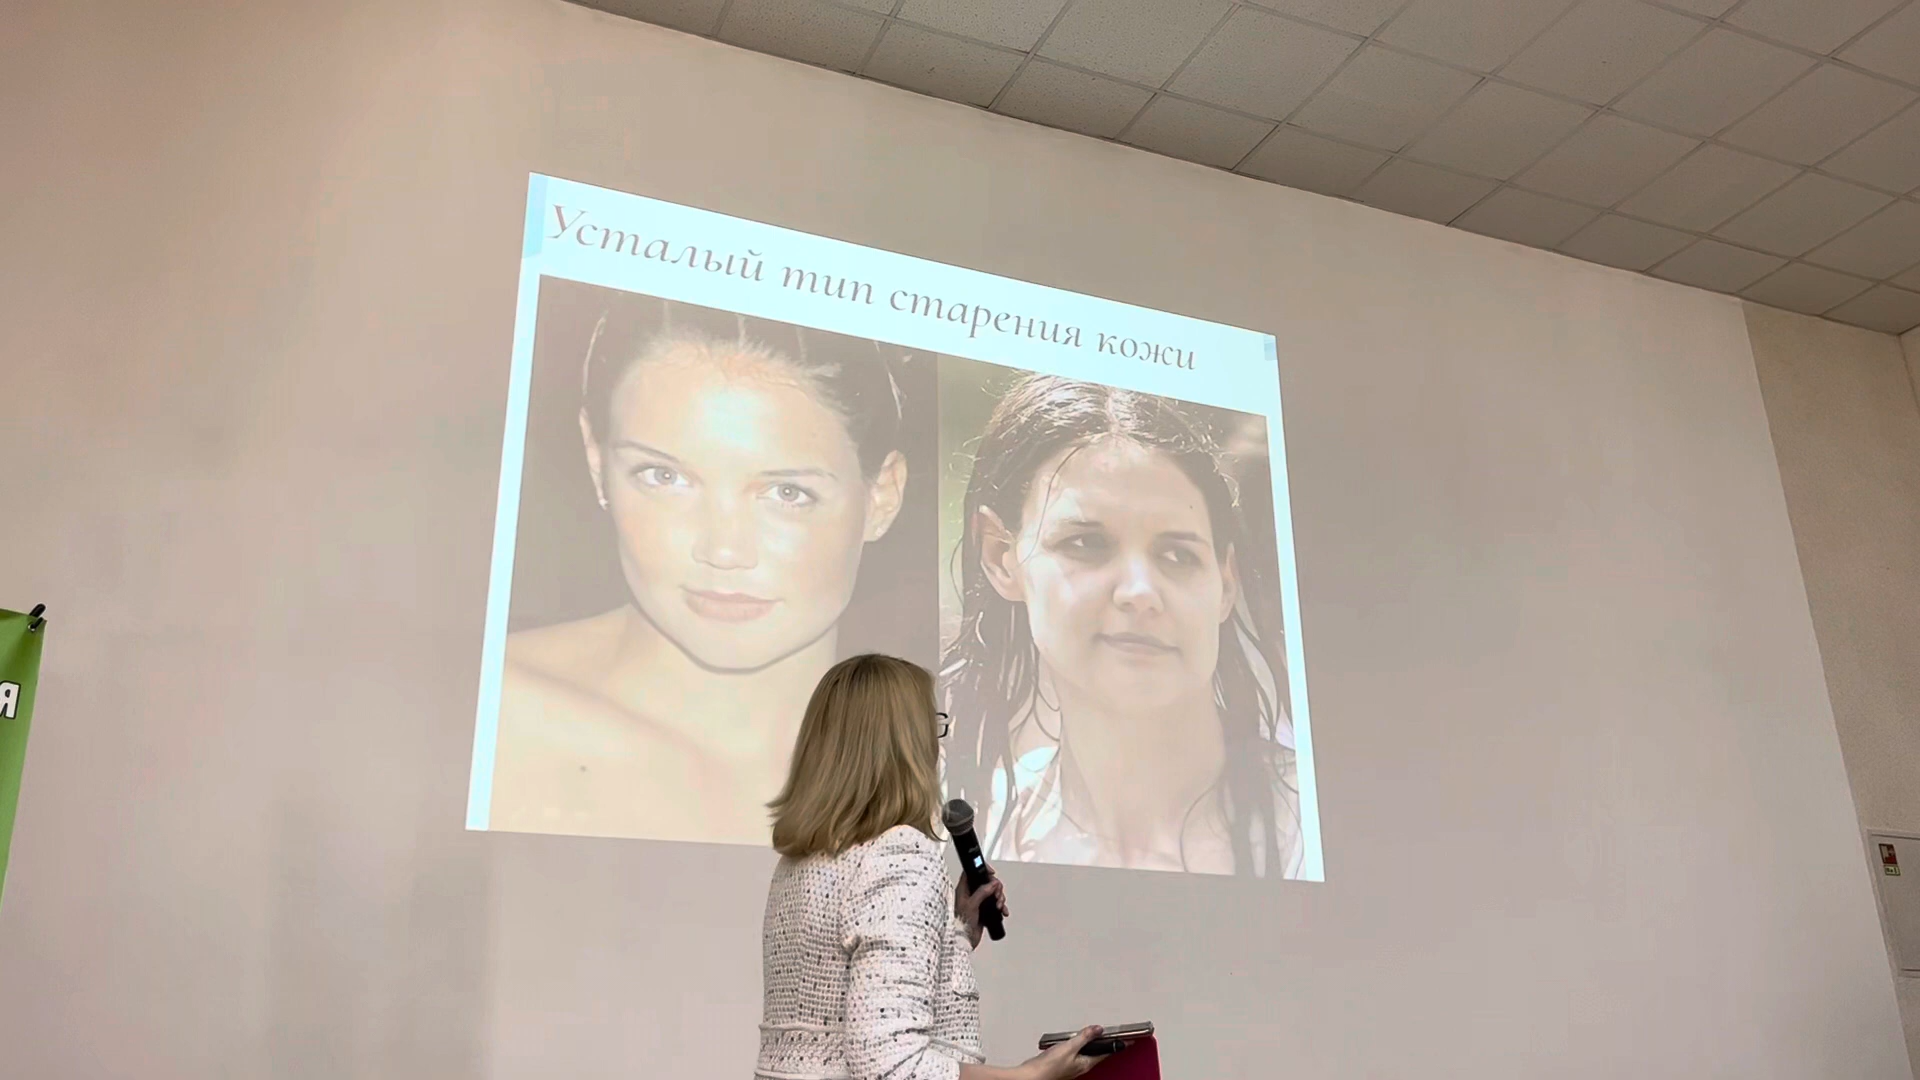 Усталый тип старения кожи
Я